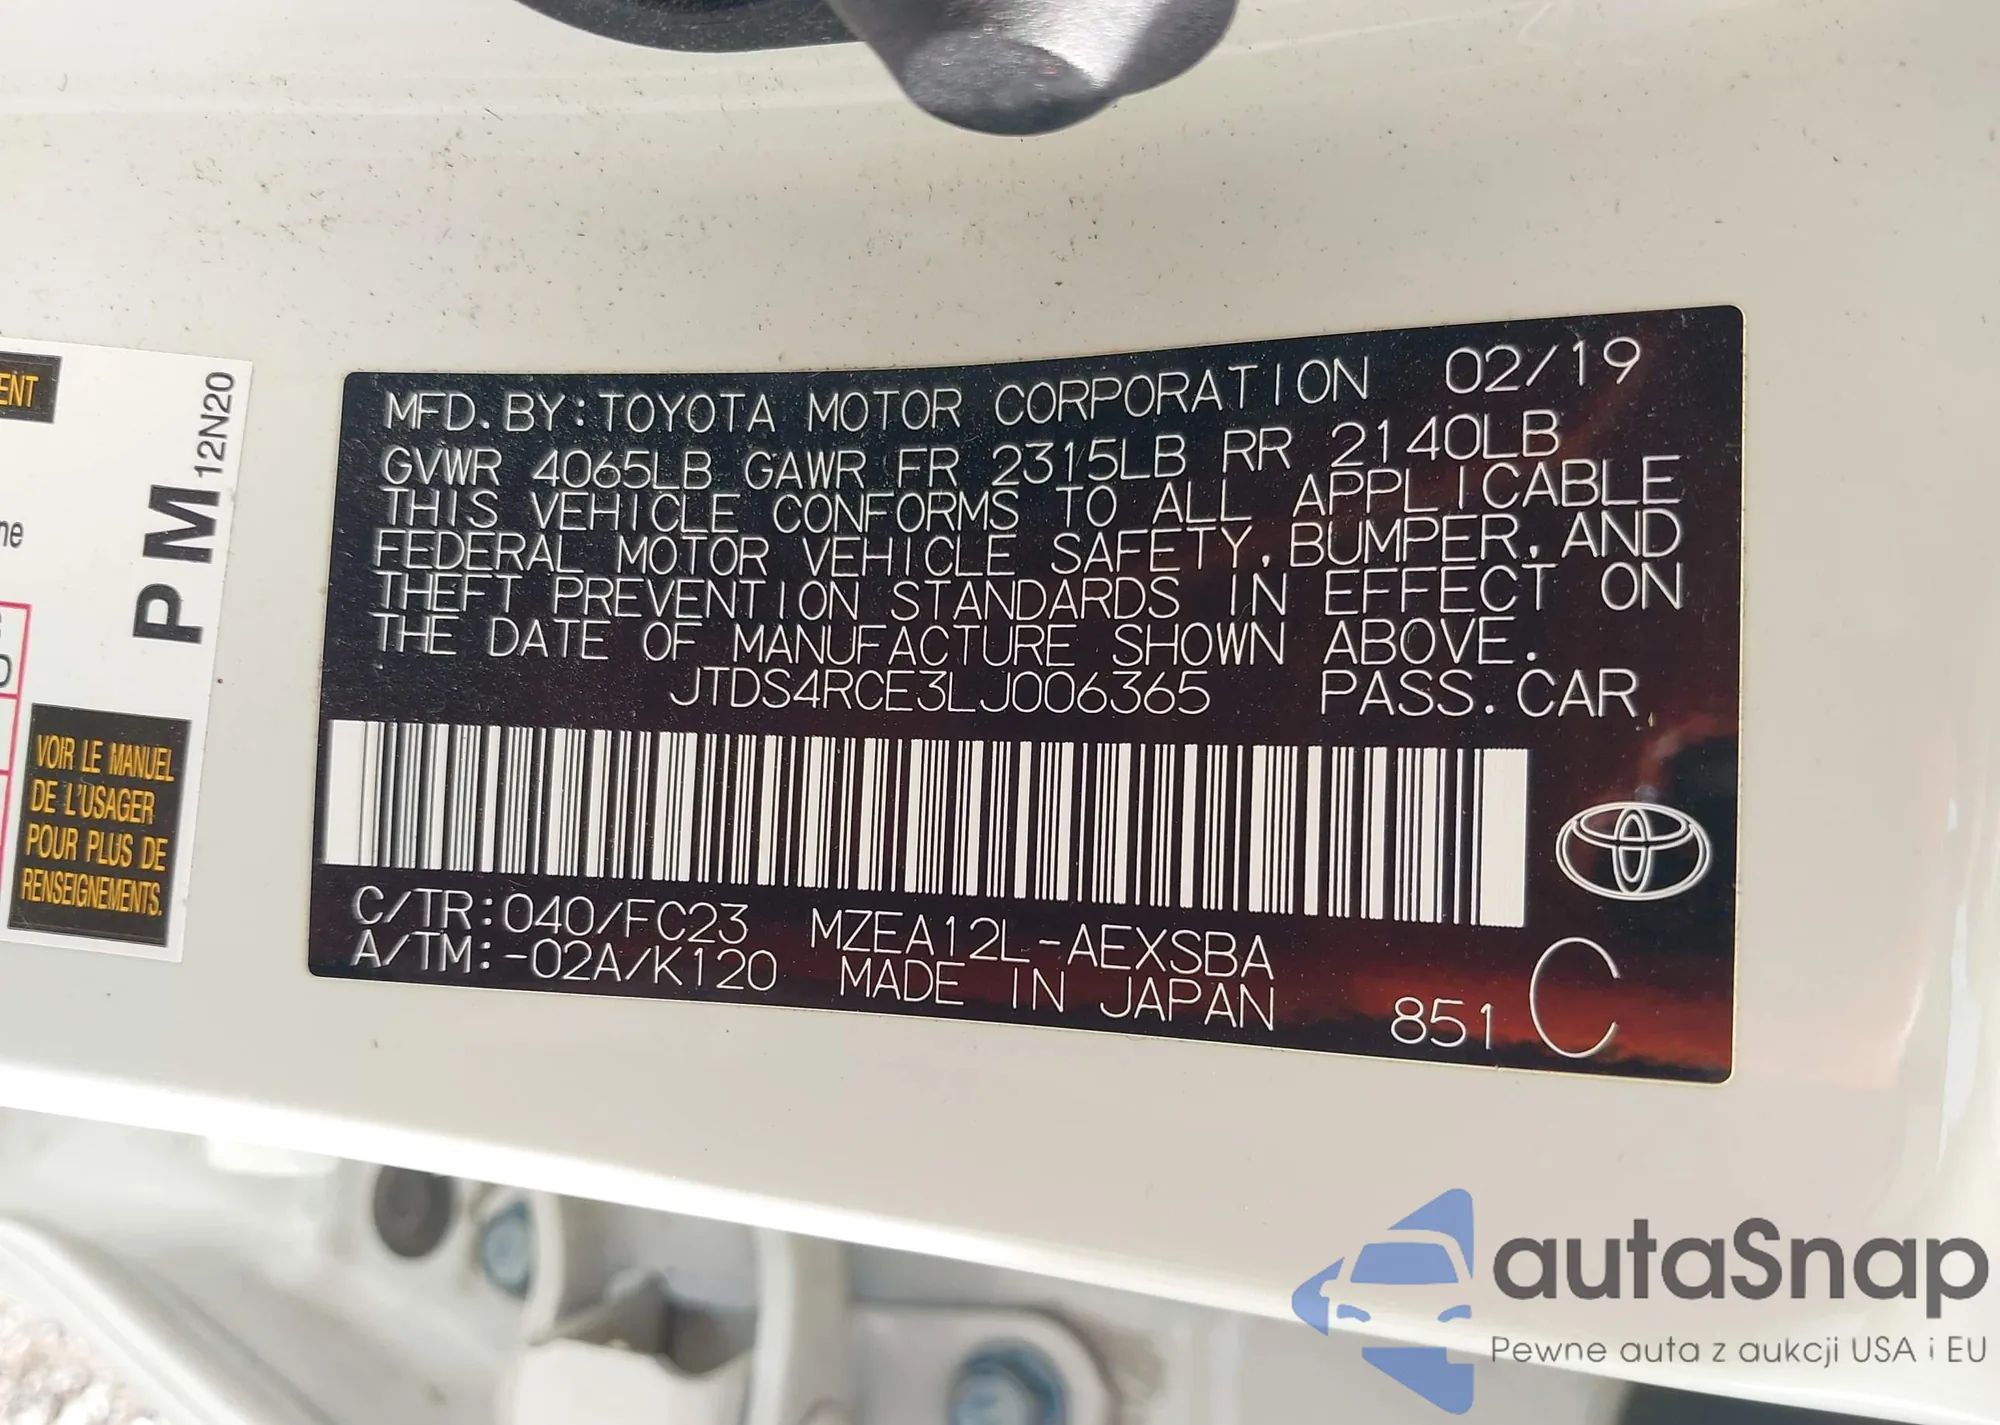 MFD. BY: TOYOTA MOTOR CORPORATION 02/19
GVWR 4065LB GAWR FR 2315LB RR 2140LB
THIS VEHICLE CONFORMS TO ALL APPLICABLE
FEDERAL MOTOR VEHICLE SAFETY, BUMPER, AND
THEFT PREVENTION STANDARDS IN EFFECT ON
THE DATE OF MANUFACTURE SHOWN ABOVE.
JTDS4RCE3LJ006365 PASS. CAR
C/TR: 040/FC23 MZEA12L-AEXSBA
A/TM: -02A/K120 MADE IN JAPAN 851 C
PM 12N20
VOIR LE MANUEL
DE L'USAGER
POUR PLUS DE
RENSEIGNEMENTS.
autaSnap
Pewne auta z aukcji USA i EU